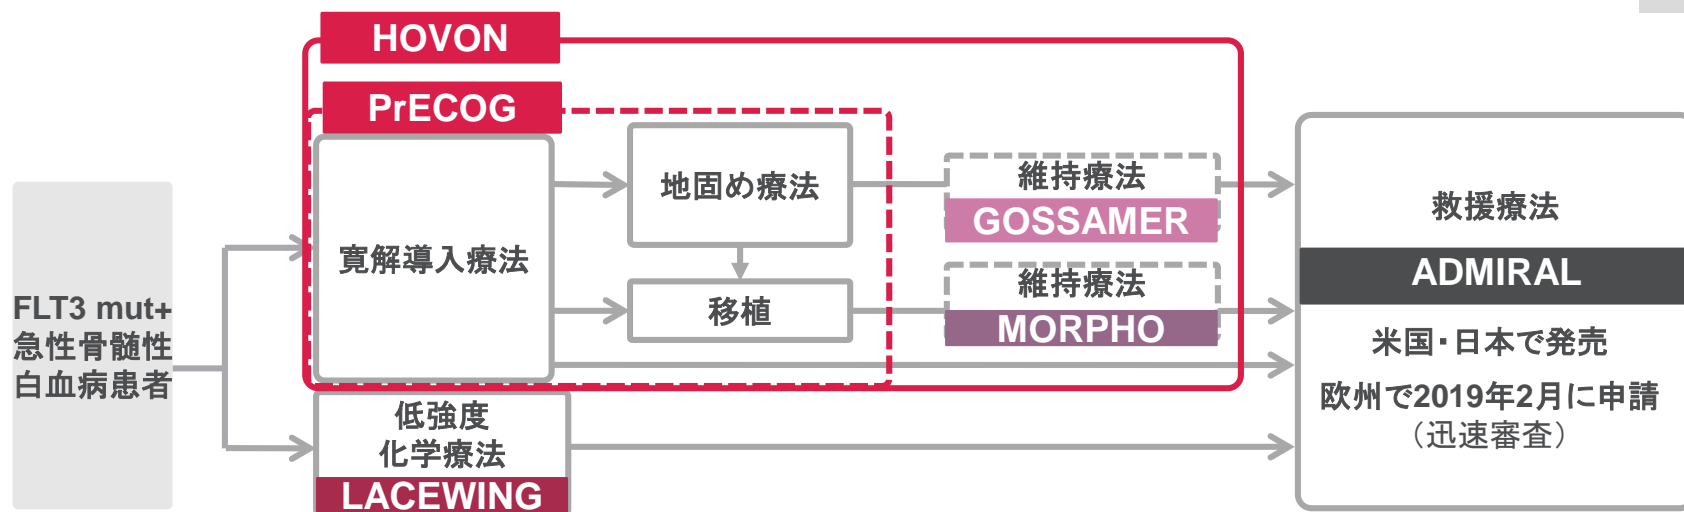 HOVON
PrECOG
FLT3 mut+
急性骨髄性
白血病患者
寛解導入療法
地固め療法
移植
維持療法
GOSSAMER
維持療法
MORPHO
低強度
化学療法
LACEWING
救援療法
ADMIRAL
米国・日本で発売
欧州で2019年2月に申請
（迅速審査）